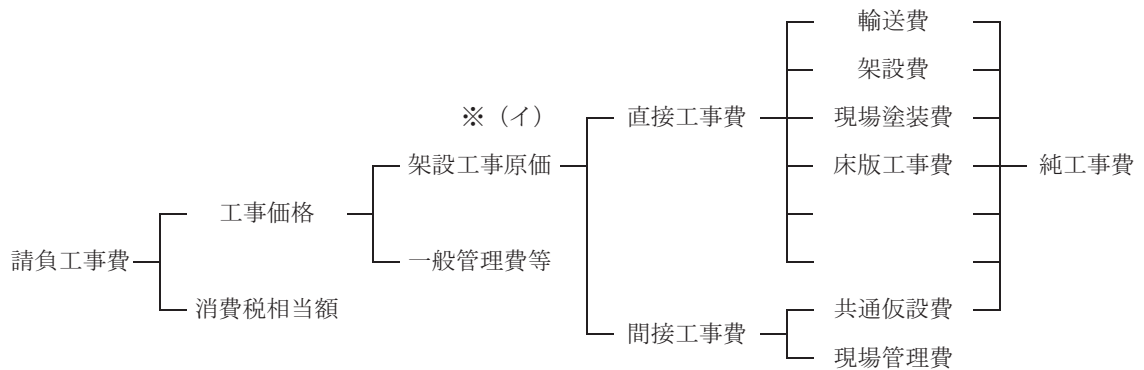 輸送費
架設費
※（イ）
直接工事費
現場塗装費
架設工事原価
床版工事費
純工事費
工事価格
請負工事費
一般管理費等
消費税相当額
共通仮設費
間接工事費
現場管理費